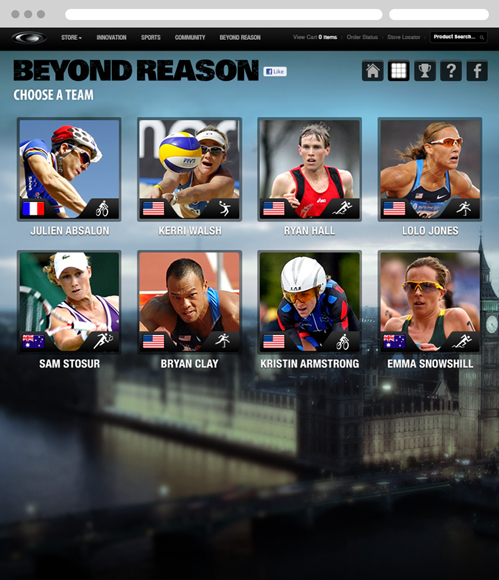 STORE INNOVATION SPORTS COMMUNITY BEYOND REASON View Cart 0 items Order Status Store Locator Product Search...
BEYOND REASON
Like
?
f
CHOOSE A TEAM
JULIEN ABSALON
KERRI WALSH
RYAN HALL
LOLO JONES
SAM STOSUR
BRYAN CLAY
KRISTIN ARMSTRONG
EMMA SNOWSHILL